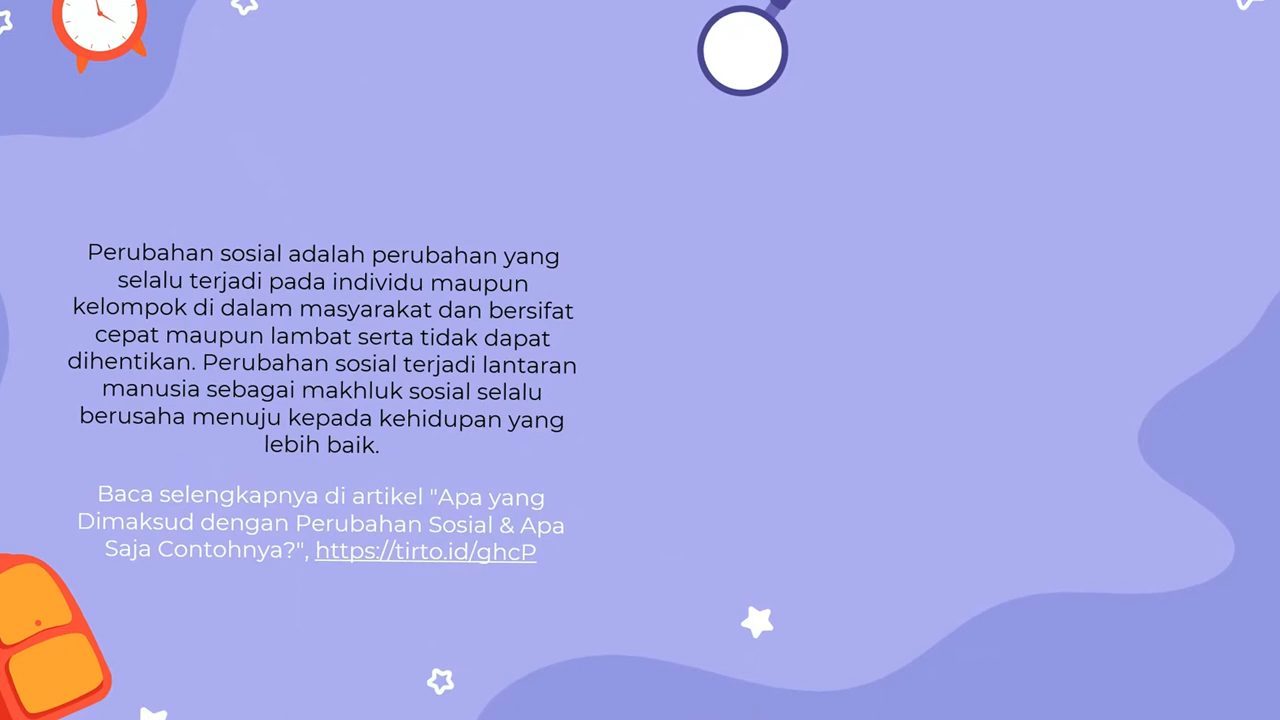 Perubahan sosial adalah perubahan yang
selalu terjadi pada individu maupun
kelompok di dalam masyarakat dan bersifat
cepat maupun lambat serta tidak dapat
dihentikan. Perubahan sosial terjadi lantaran
manusia sebagai makhluk sosial selalu
berusaha menuju kepada kehidupan yang
lebih baik.
Baca selengkapnya di artikel "Apa yang
Dimaksud dengan Perubahan Sosial & Apa
Saja Contohnya?", https://tirto.id/ghcP